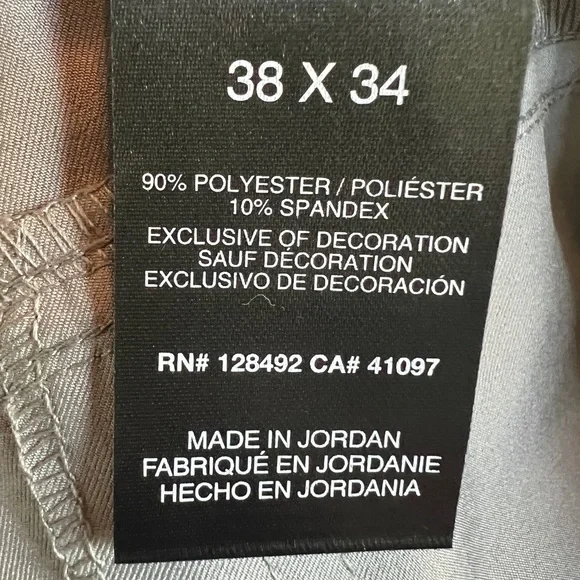 38 X 34
90% POLYESTER / POLIÉSTER
10% SPANDEX
EXCLUSIVE OF DECORATION
SAUF DÉCORATION
EXCLUSIVO DE DECORACIÓN
RN# 128492 CA# 41097
MADE IN JORDAN
FABRIQUÉ EN JORDANIE
HECHO EN JORDANIA